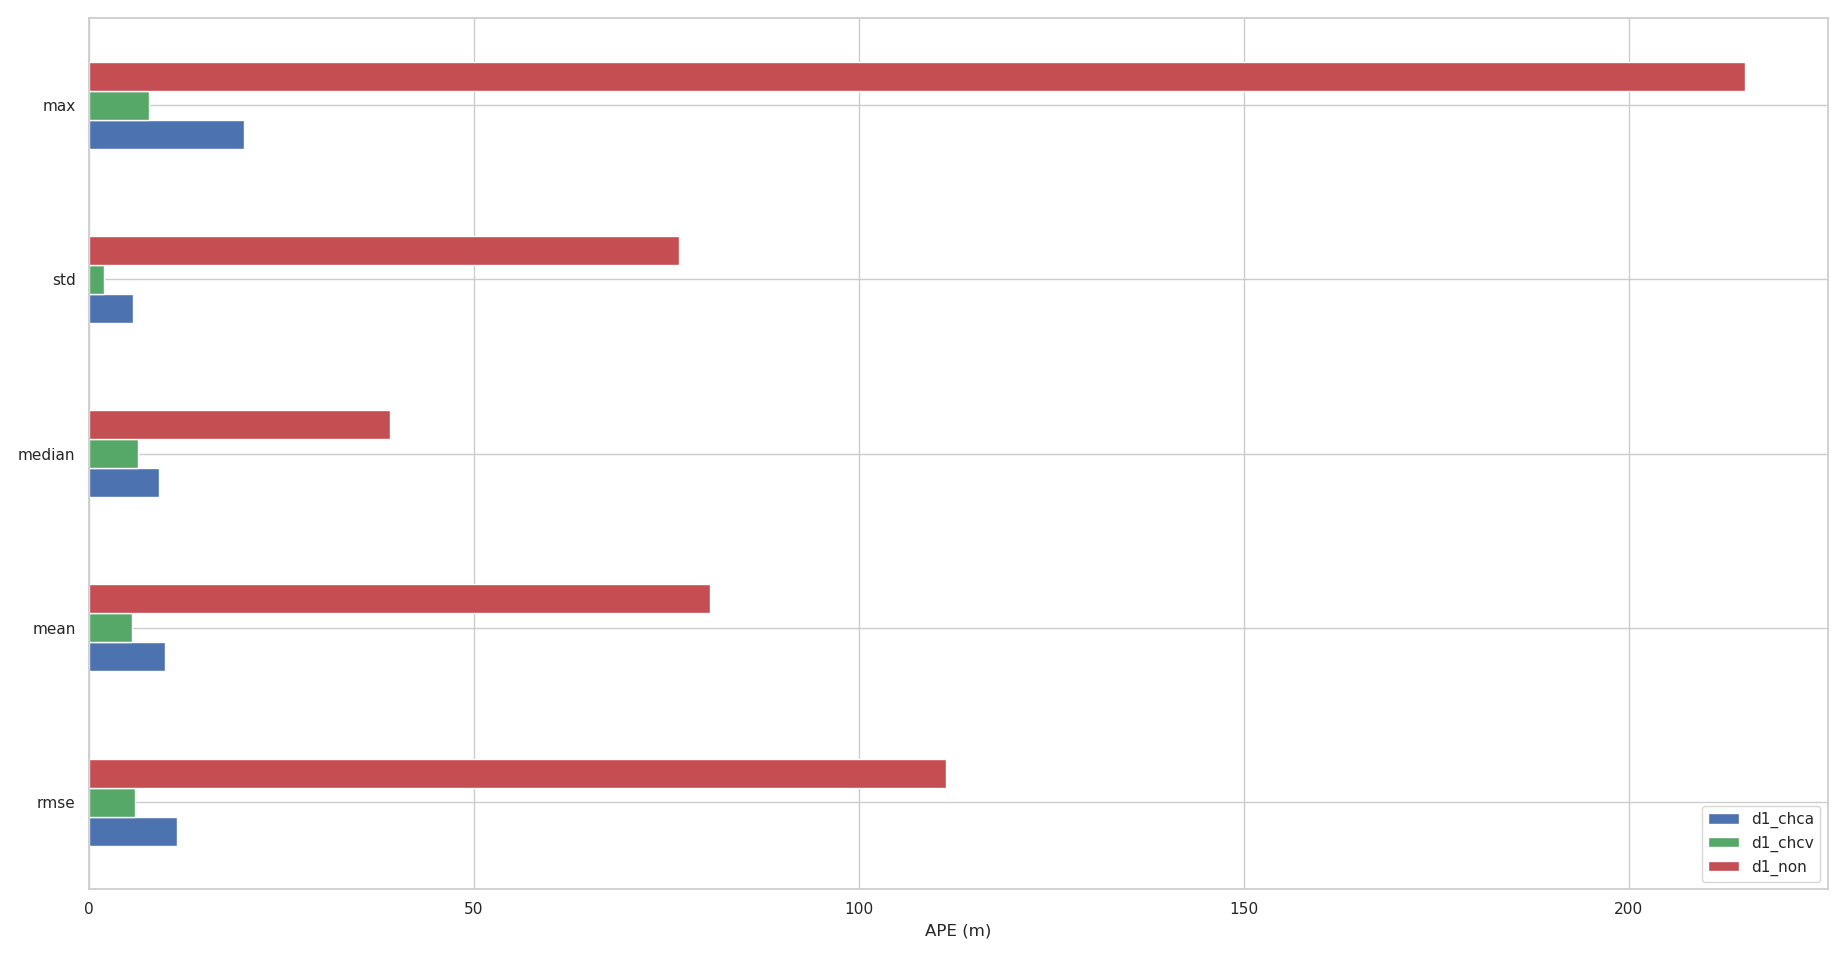 max
std
median
mean
rmse
d1_chca
d1_chcv
d1_non
0 50 100 150 200
APE (m)